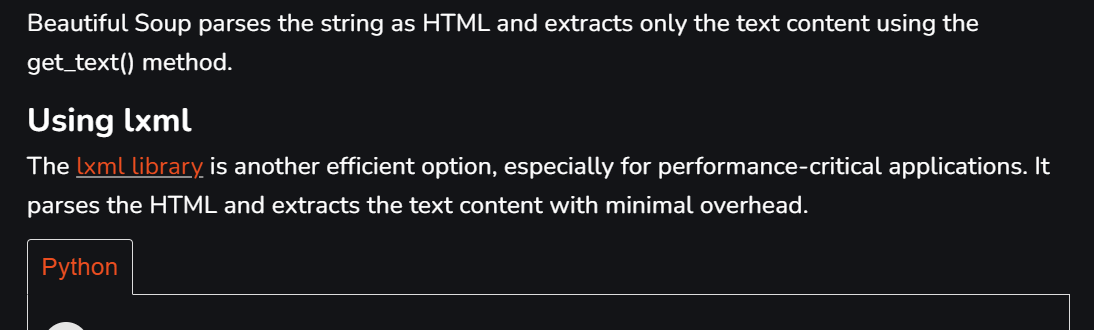 Beautiful Soup parses the string as HTML and extracts only the text content using the
get_text() method.
Using lxml
The lxml library is another efficient option, especially for performance-critical applications. It
parses the HTML and extracts the text content with minimal overhead.
Python